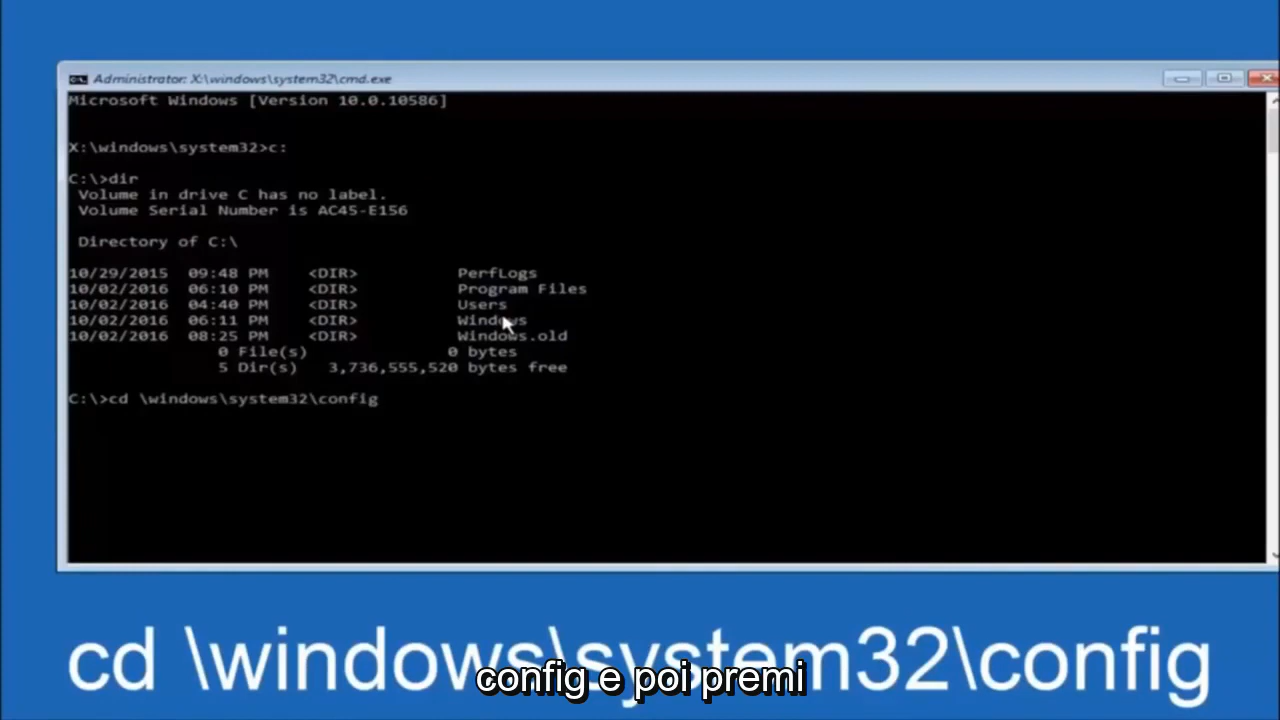 Administrator: X:\windows\system32\cmd.exe
Microsoft Windows [Version 10.0.10586]
X:\windows\system32>c:
C:\>dir
Volume in drive C has no label.
Volume Serial Number is AC45-E156
Directory of C:\
10/29/2015 09:48 PM <DIR> PerfLogs
10/02/2016 06:10 PM <DIR> Program Files
10/02/2016 04:40 PM <DIR> Users
10/02/2016 06:11 PM <DIR> Windows
10/02/2016 08:25 PM <DIR> Windows.old
0 File(s) 0 bytes
5 Dir(s) 3,736,555,520 bytes free
C:\>cd \windows\system32\config
cd \windows\system32\config
config e poi premi